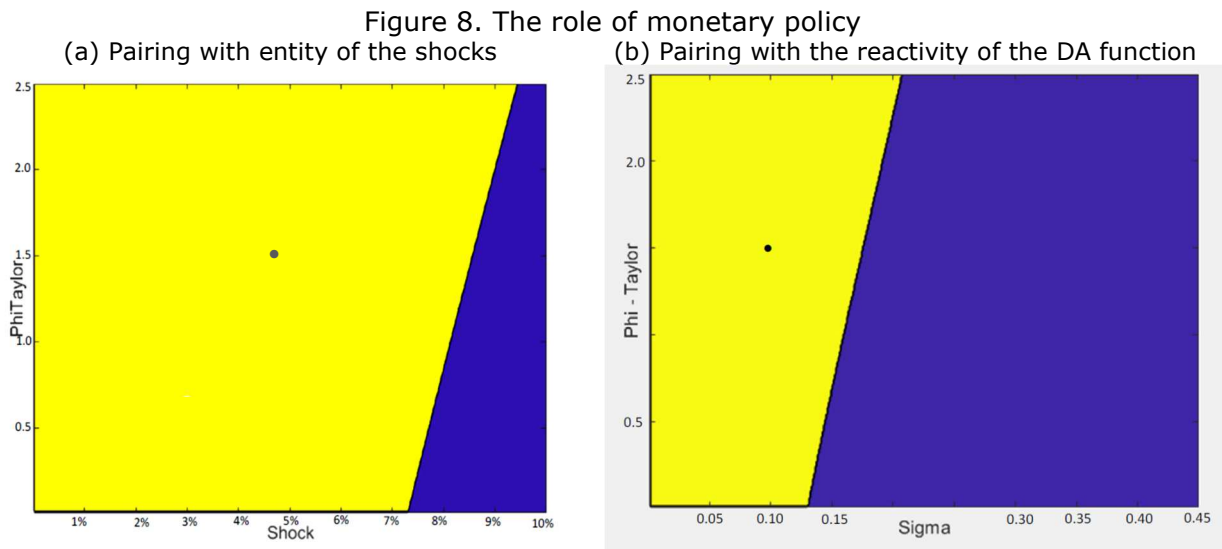 Figure 8. The role of monetary policy
(a) Pairing with entity of the shocks
2.5
2.0
1.5
1.0
0.5
PhiTaylor
1% 2% 3% 4% 5% 6% 7% 8% 9% 10%
Shock
(b) Pairing with the reactivity of the DA function
2.5
2.0
0.5
Phi - Taylor
0.05 0.10 0.15 0.30 0.35 0.40 0.45
Sigma